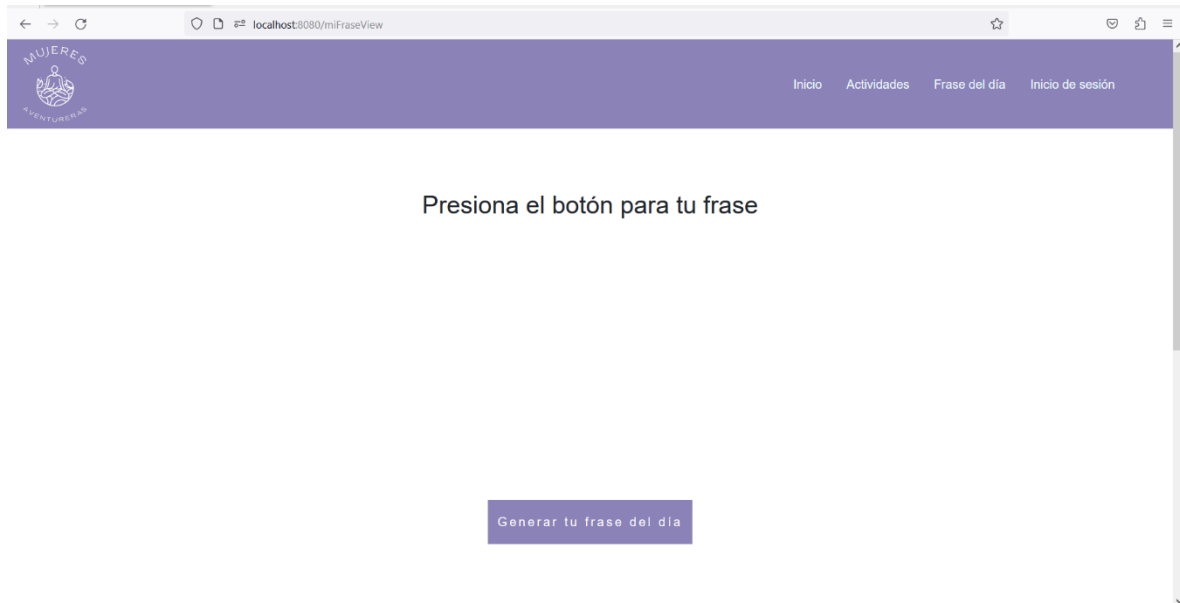 localhost:8080/miFraseView
MUJERES
AVENTURERAS
Inicio Actividades Frase del día Inicio de sesión
Presiona el botón para tu frase
Generar tu frase del día